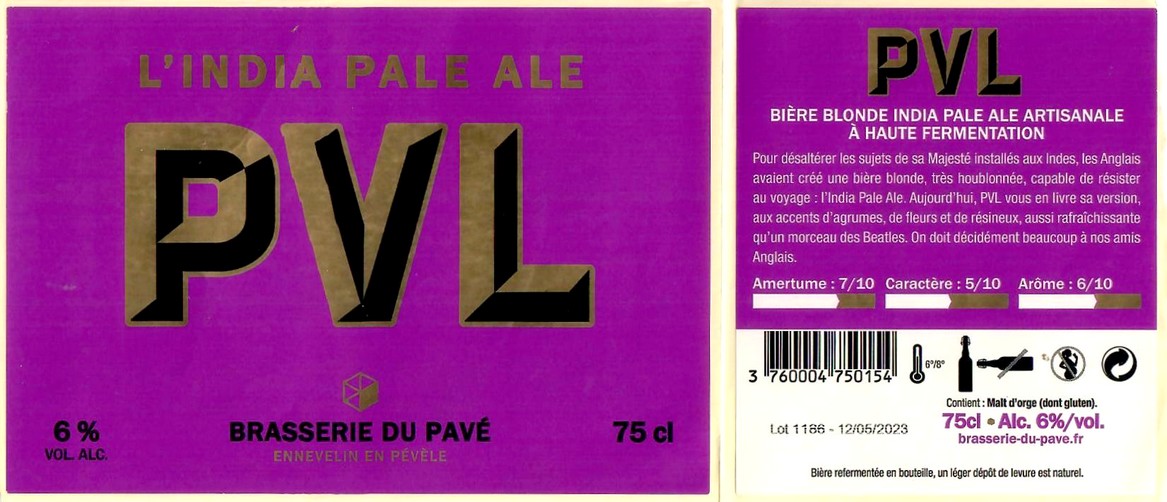 L'INDIA PALE ALE
PVL
6 %
VOL. ALC.
BRASSERIE DU PAVÉ
ENNEVELIN EN PÉVÈLE
75 cl
PVL
BIÈRE BLONDE INDIA PALE ALE ARTISANALE
À HAUTE FERMENTATION
Pour désaltérer les sujets de sa Majesté installés aux Indes, les Anglais
avaient créé une bière blonde, très houblonnée, capable de résister
au voyage : l'India Pale Ale. Aujourd'hui, PVL vous en livre sa version,
aux accents d'agrumes, de fleurs et de résineux, aussi rafraîchissante
qu'un morceau des Beatles. On doit décidément beaucoup à nos amis
Anglais.
Amertume : 7/10 Caractère : 5/10 Arôme : 6/10
3 760004 750154
6°/8°
Contient : Malt d'orge (dont gluten).
75cl • Alc. 6%/vol.
brasserie-du-pave.fr
Lot 1186 - 12/05/2023
Bière refermentée en bouteille, un léger dépôt de levure est naturel.